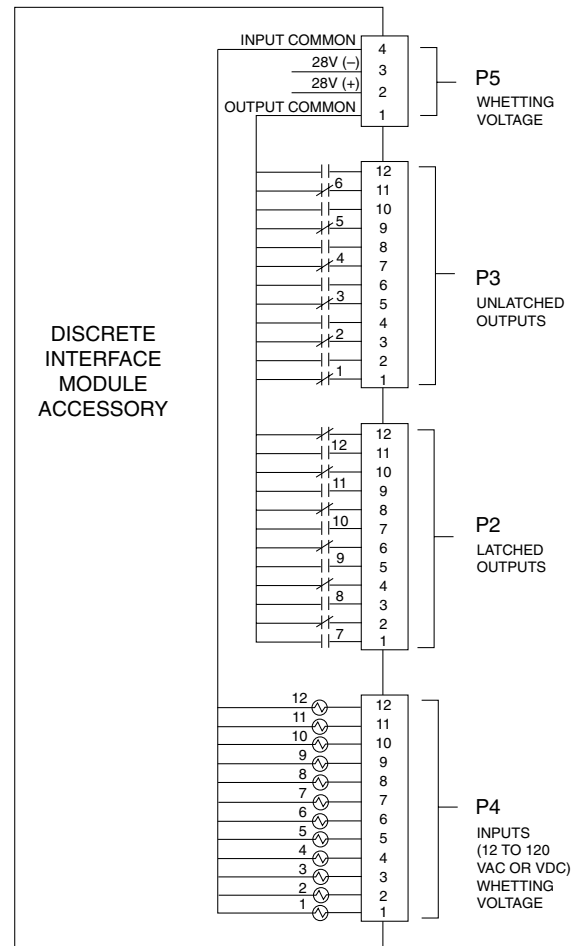 INPUT COMMON
28V (–)
28V (+)
OUTPUT COMMON
4
3
2
1
P5
WHETTING
VOLTAGE
12
6 11
10
5 9
8
4 7
6
3 5
4
2 3
2
1 1
P3
UNLATCHED
OUTPUTS
DISCRETE
INTERFACE
MODULE
ACCESSORY
12
12 11
10
11 9
8
10 7
6
9 5
4
8 3
2
7 1
P2
LATCHED
OUTPUTS
12 12
11 11
10 10
9 9
8 8
7 7
6 6
5 5
4 4
3 3
2 2
1 1
P4
INPUTS
(12 TO 120
VAC OR VDC)
WHETTING
VOLTAGE